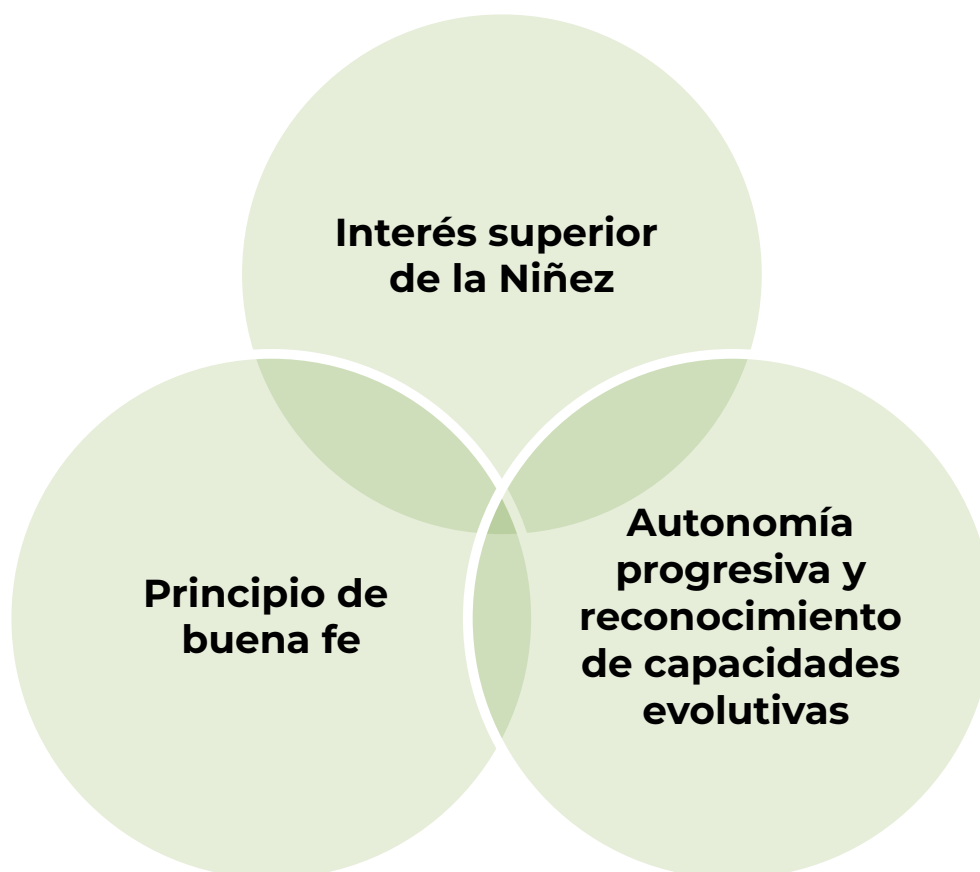 Interés superior
de la Niñez
Principio de
buena fe
Autonomía
progresiva y
reconocimiento
de capacidades
evolutivas